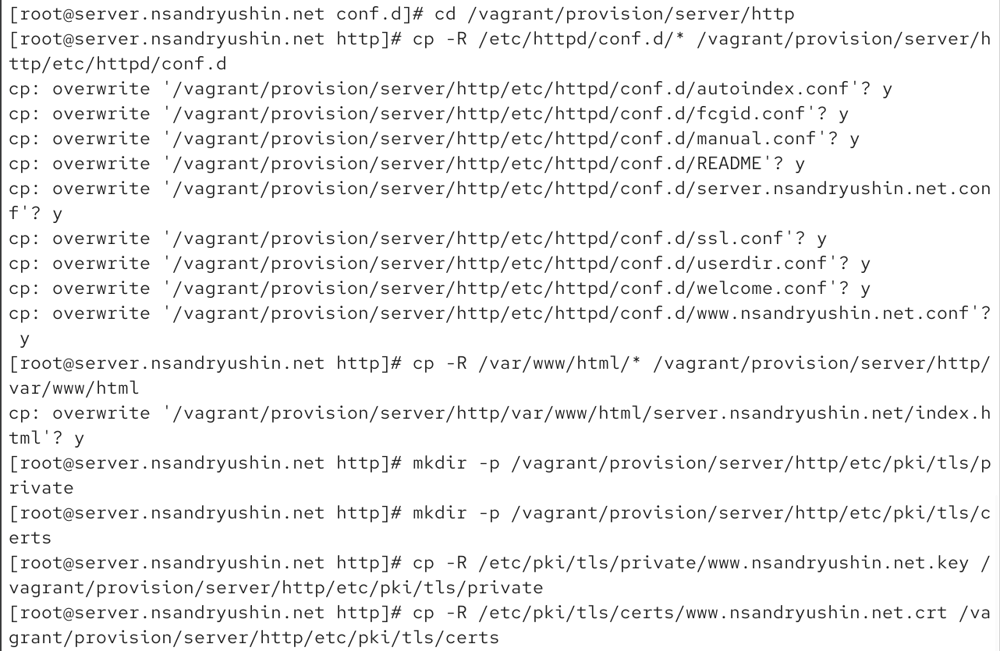 [root@server.nsandryushin.net conf.d]# cd /vagrant/provision/server/http
[root@server.nsandryushin.net http]# cp -R /etc/httpd/conf.d/* /vagrant/provision/server/h
ttp/etc/httpd/conf.d
cp: overwrite '/vagrant/provision/server/http/etc/httpd/conf.d/autoindex.conf'? y
cp: overwrite '/vagrant/provision/server/http/etc/httpd/conf.d/fcgid.conf'? y
cp: overwrite '/vagrant/provision/server/http/etc/httpd/conf.d/manual.conf'? y
cp: overwrite '/vagrant/provision/server/http/etc/httpd/conf.d/README'? y
cp: overwrite '/vagrant/provision/server/http/etc/httpd/conf.d/server.nsandryushin.net.con
f'? y
cp: overwrite '/vagrant/provision/server/http/etc/httpd/conf.d/ssl.conf'? y
cp: overwrite '/vagrant/provision/server/http/etc/httpd/conf.d/userdir.conf'? y
cp: overwrite '/vagrant/provision/server/http/etc/httpd/conf.d/welcome.conf'? y
cp: overwrite '/vagrant/provision/server/http/etc/httpd/conf.d/www.nsandryushin.net.conf'?
 y
[root@server.nsandryushin.net http]# cp -R /var/www/html/* /vagrant/provision/server/http/
var/www/html
cp: overwrite '/vagrant/provision/server/http/var/www/html/server.nsandryushin.net/index.h
tml'? y
[root@server.nsandryushin.net http]# mkdir -p /vagrant/provision/server/http/etc/pki/tls/p
rivate
[root@server.nsandryushin.net http]# mkdir -p /vagrant/provision/server/http/etc/pki/tls/c
erts
[root@server.nsandryushin.net http]# cp -R /etc/pki/tls/private/www.nsandryushin.net.key /
vagrant/provision/server/http/etc/pki/tls/private
[root@server.nsandryushin.net http]# cp -R /etc/pki/tls/certs/www.nsandryushin.net.crt /va
grant/provision/server/http/etc/pki/tls/certs